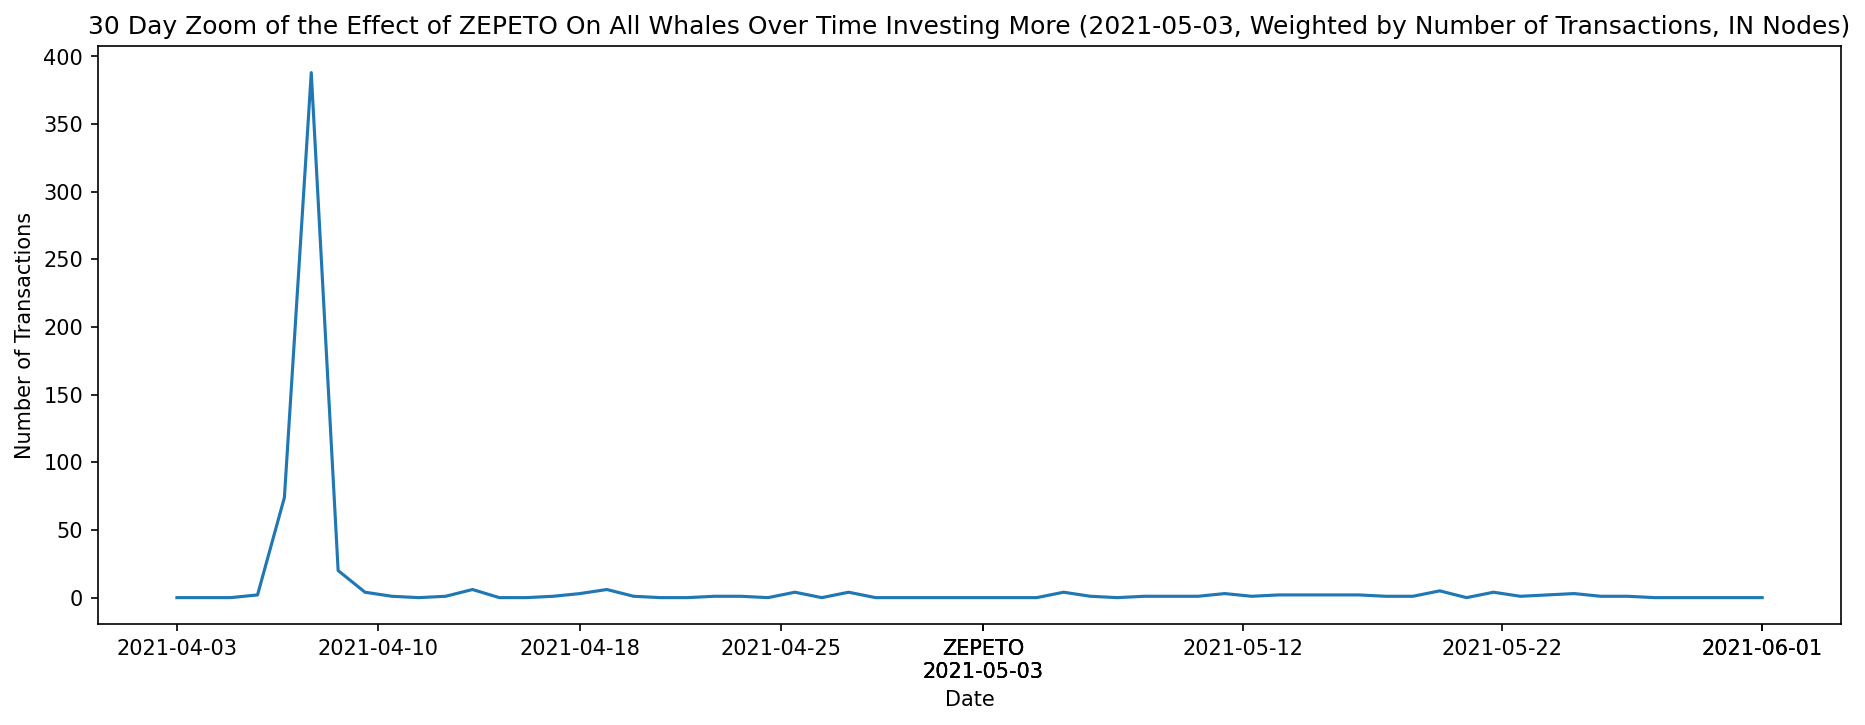 30 Day Zoom of the Effect of ZEPETO On All Whales Over Time Investing More (2021-05-03, Weighted by Number of Transactions, IN Nodes)
400
350
300
250
200
150
100
50
0
Number of Transactions
2021-04-03 2021-04-10 2021-04-18 2021-04-25 ZEPETO 2021-05-12 2021-05-22 2021-06-01
2021-05-03
Date